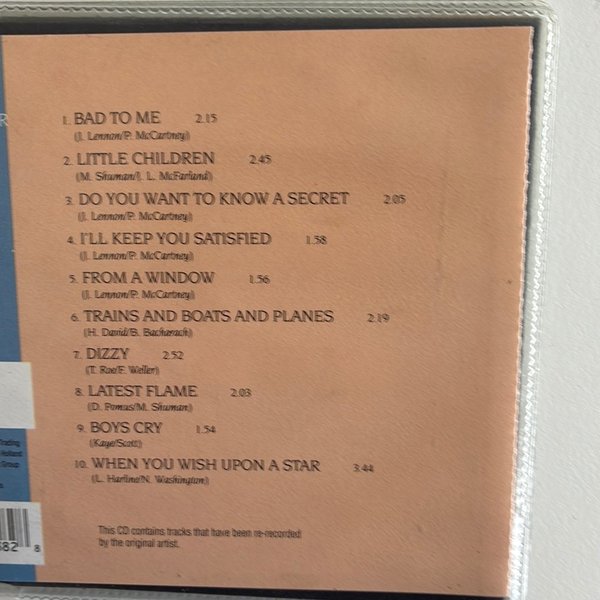 1. BAD TO ME 2.15
(J. Lennon/P. McCartney)
2. LITTLE CHILDREN 2.45
(M. Shuman/J. L. McFarland)
3. DO YOU WANT TO KNOW A SECRET 2.05
(J. Lennon/P. McCartney)
4. I'LL KEEP YOU SATISFIED 1.58
(J. Lennon/P. McCartney)
5. FROM A WINDOW 1.56
(J. Lennon/P. McCartney)
6. TRAINS AND BOATS AND PLANES 2.19
(H. David/B. Bacharach)
7. DIZZY 2.52
(T. Roe/F. Weller)
8. LATEST FLAME 2.03
(D. Pomus/M. Shuman)
9. BOYS CRY 1.54
(Kaye/Scott)
10. WHEN YOU WISH UPON A STAR 3.44
(L. Harline/N. Washington)
This CD contains tracks that have been re-recorded
by the original artist.
R
Trading
Holland
Group
682 8